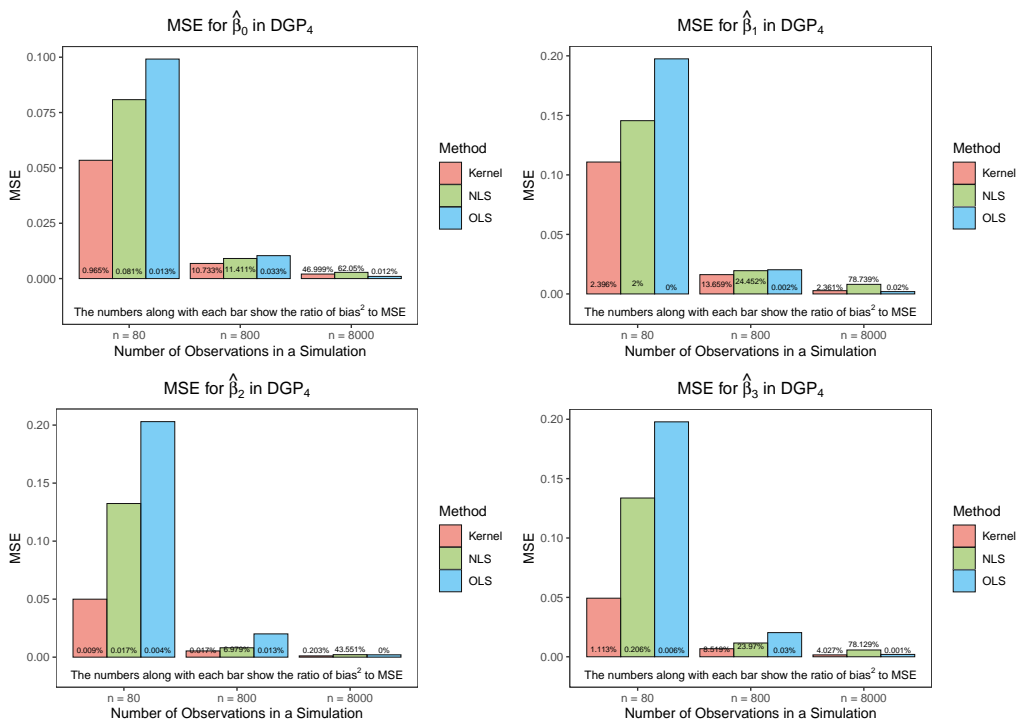 MSE for β̂0 in DGP4
0.100
0.075
0.050
0.025
0.000
MSE
0.965%
0.081%
0.013%
10.733%
11.411%
0.033%
46.999%
62.05%
0.012%
The numbers along with each bar show the ratio of bias² to MSE
n = 80
n = 800
n = 8000
Number of Observations in a Simulation
Method
Kernel
NLS
OLS
MSE for β̂1 in DGP4
0.20
0.15
0.10
0.05
0.00
MSE
2.396%
2%
0%
13.659%
24.452%
0.002%
2.361%
78.739%
0.02%
The numbers along with each bar show the ratio of bias² to MSE
n = 80
n = 800
n = 8000
Number of Observations in a Simulation
Method
Kernel
NLS
OLS
MSE for β̂2 in DGP4
0.20
0.15
0.10
0.05
0.00
MSE
0.009%
0.017%
0.004%
0.017%
6.979%
0.013%
0.203%
43.551%
0%
The numbers along with each bar show the ratio of bias² to MSE
n = 80
n = 800
n = 8000
Number of Observations in a Simulation
Method
Kernel
NLS
OLS
MSE for β̂3 in DGP4
0.20
0.15
0.10
0.05
0.00
MSE
1.113%
0.206%
0.006%
8.519%
23.97%
0.03%
4.027%
78.129%
0.001%
The numbers along with each bar show the ratio of bias² to MSE
n = 80
n = 800
n = 8000
Number of Observations in a Simulation
Method
Kernel
NLS
OLS